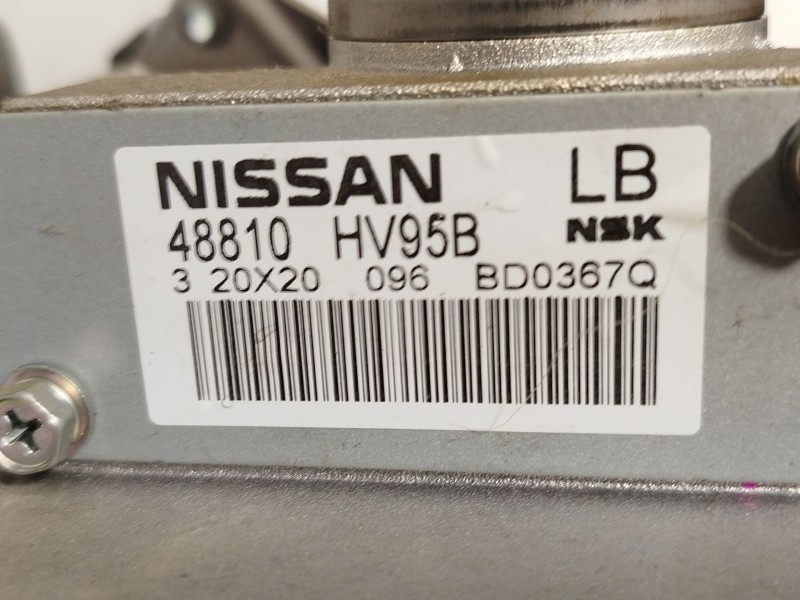 NISSAN LB
48810 HV95B NSK
3 20X20 096 BD0367Q